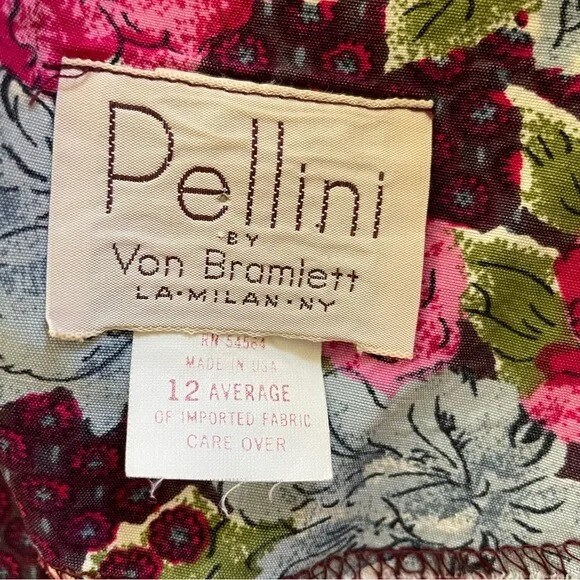 Pellini
BY
Von Bramlett
LA·MILAN·NY
RN 54564
MADE IN USA
12 AVERAGE
OF IMPORTED FABRIC
CARE OVER